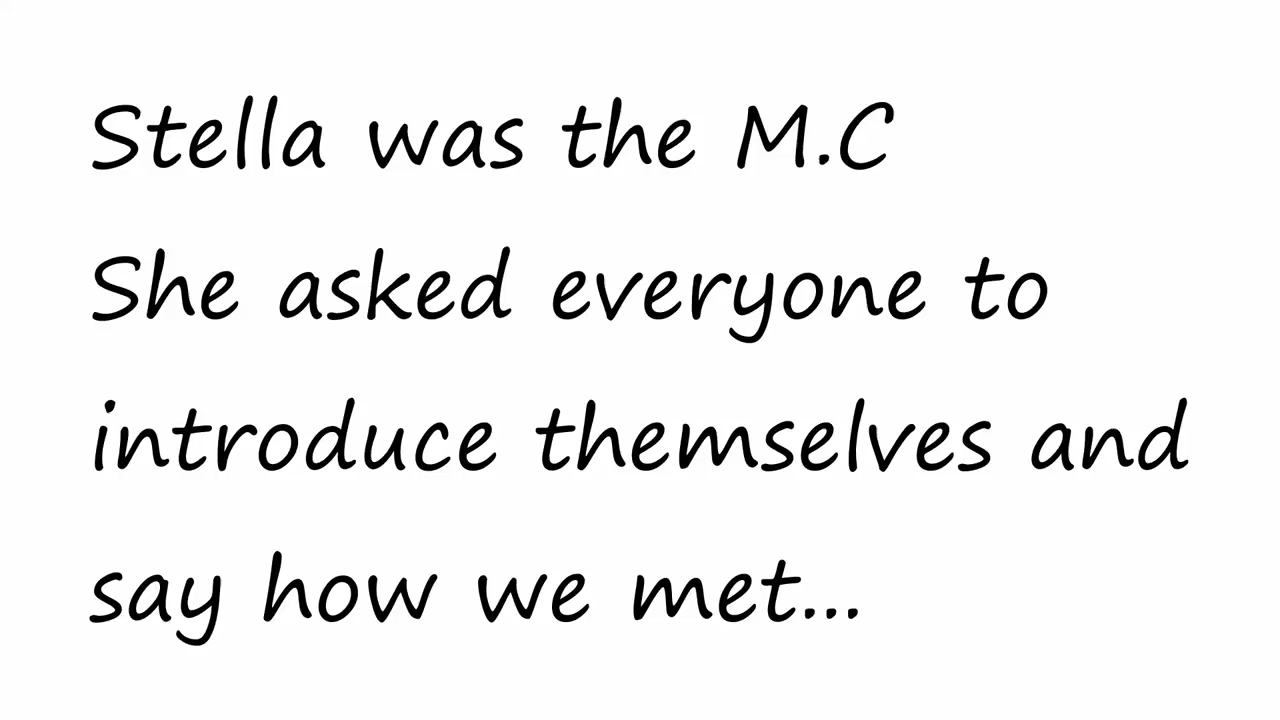 Stella was the M.C
She asked everyone to
introduce themselves and
say how we met...